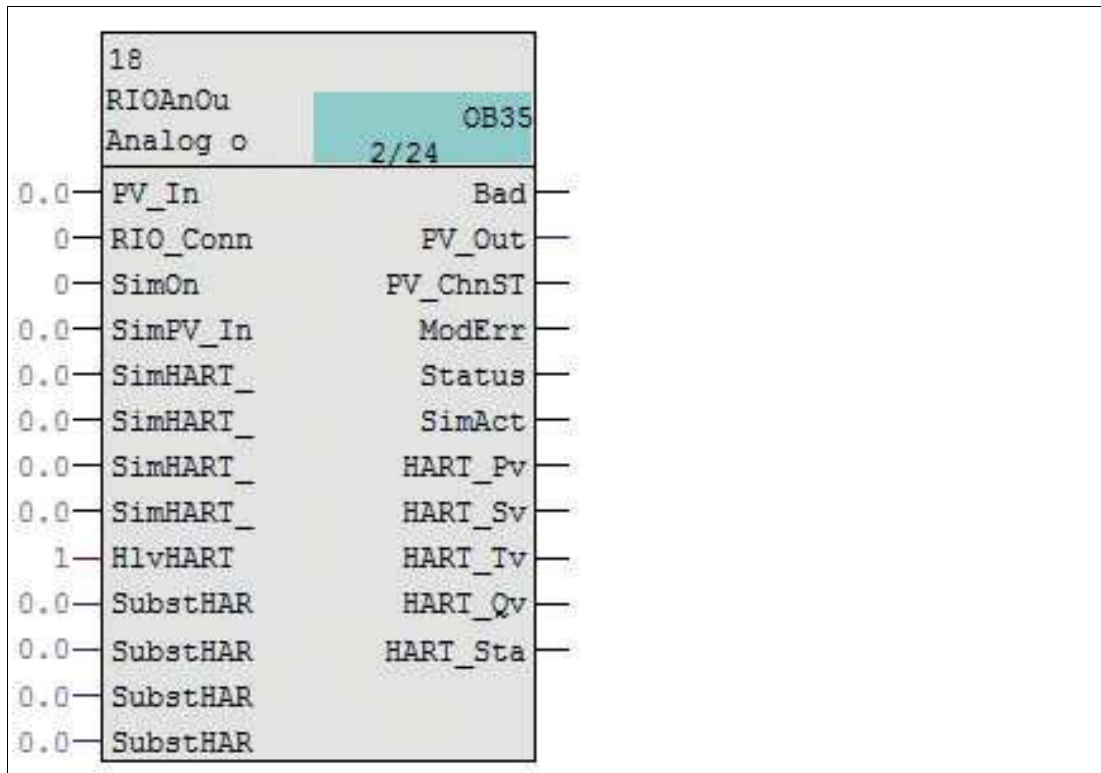 18
RIOAnOu
OB35
Analog o
2/24
0.0 PV_In Bad
0 RIO_Conn PV_Out
0 SimOn PV_ChnST
0.0 SimPV_In ModErr
0.0 SimHART_ Status
0.0 SimHART_ SimAct
0.0 SimHART_ HART_Pv
0.0 SimHART_ HART_Sv
1 HlvHART HART_Tv
0.0 SubstHAR HART_Qv
0.0 SubstHAR HART_Sta
0.0 SubstHAR
0.0 SubstHAR